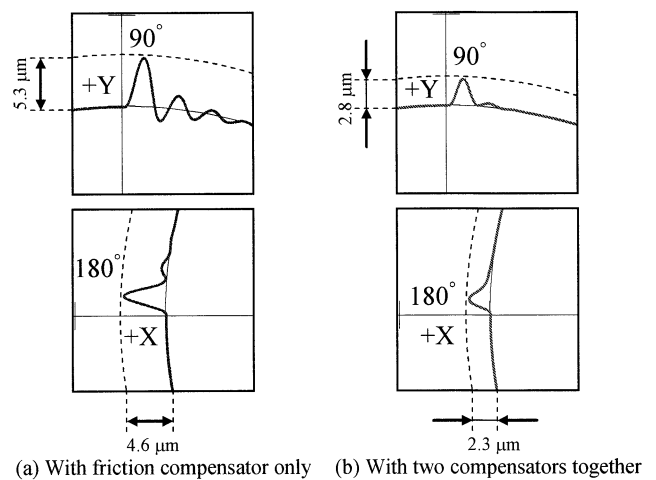 90°
+Y
5.3 μm
180°
+X
4.6 μm
(a) With friction compensator only
90°
+Y
2.8 μm
180°
+X
2.3 μm
(b) With two compensators together